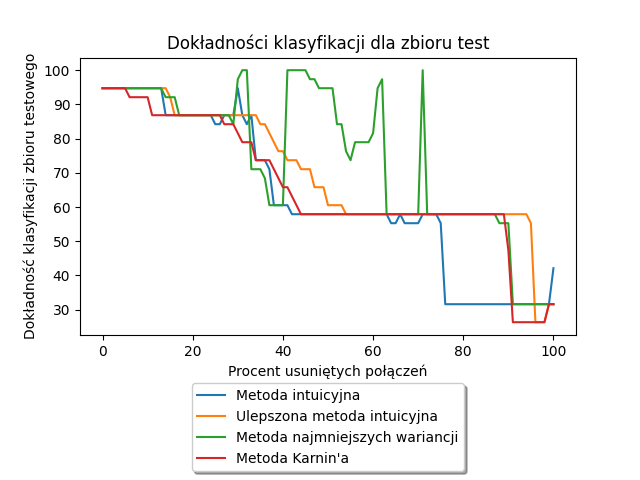 Dokładności klasyfikacji dla zbioru test
Dokładność klasyfikacji zbioru testowego
100
90
80
70
60
50
40
30
0 20 40 60 80 100
Procent usuniętych połączeń
Metoda intuicyjna
Ulepszona metoda intuicyjna
Metoda najmniejszych wariancji
Metoda Karnin'a